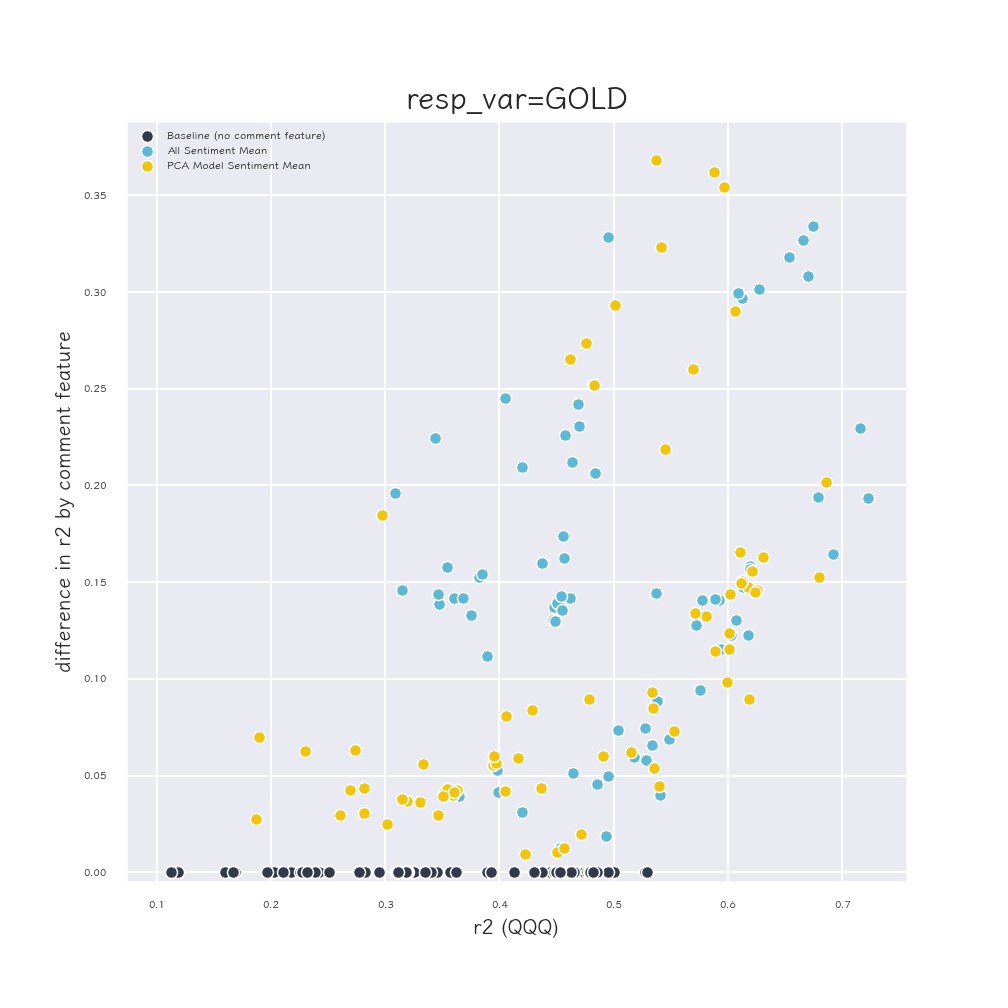 resp_var=GOLD
Baseline (no comment feature)
All Sentiment Mean
PCA Model Sentiment Mean
difference in r2 by comment feature
0.35
0.30
0.25
0.20
0.15
0.10
0.05
0.00
0.1 0.2 0.3 0.4 0.5 0.6 0.7
r2 (QQQ)